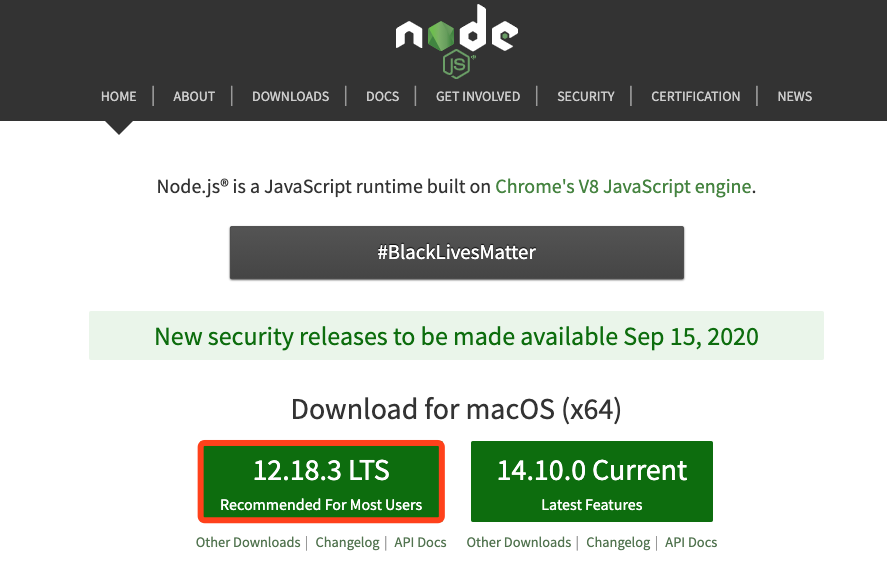 node
JS
HOME | ABOUT | DOWNLOADS | DOCS | GET INVOLVED | SECURITY | CERTIFICATION | NEWS
Node.js® is a JavaScript runtime built on Chrome's V8 JavaScript engine.
#BlackLivesMatter
New security releases to be made available Sep 15, 2020
Download for macOS (x64)
12.18.3 LTS
Recommended For Most Users
Other Downloads | Changelog | API Docs
14.10.0 Current
Latest Features
Other Downloads | Changelog | API Docs